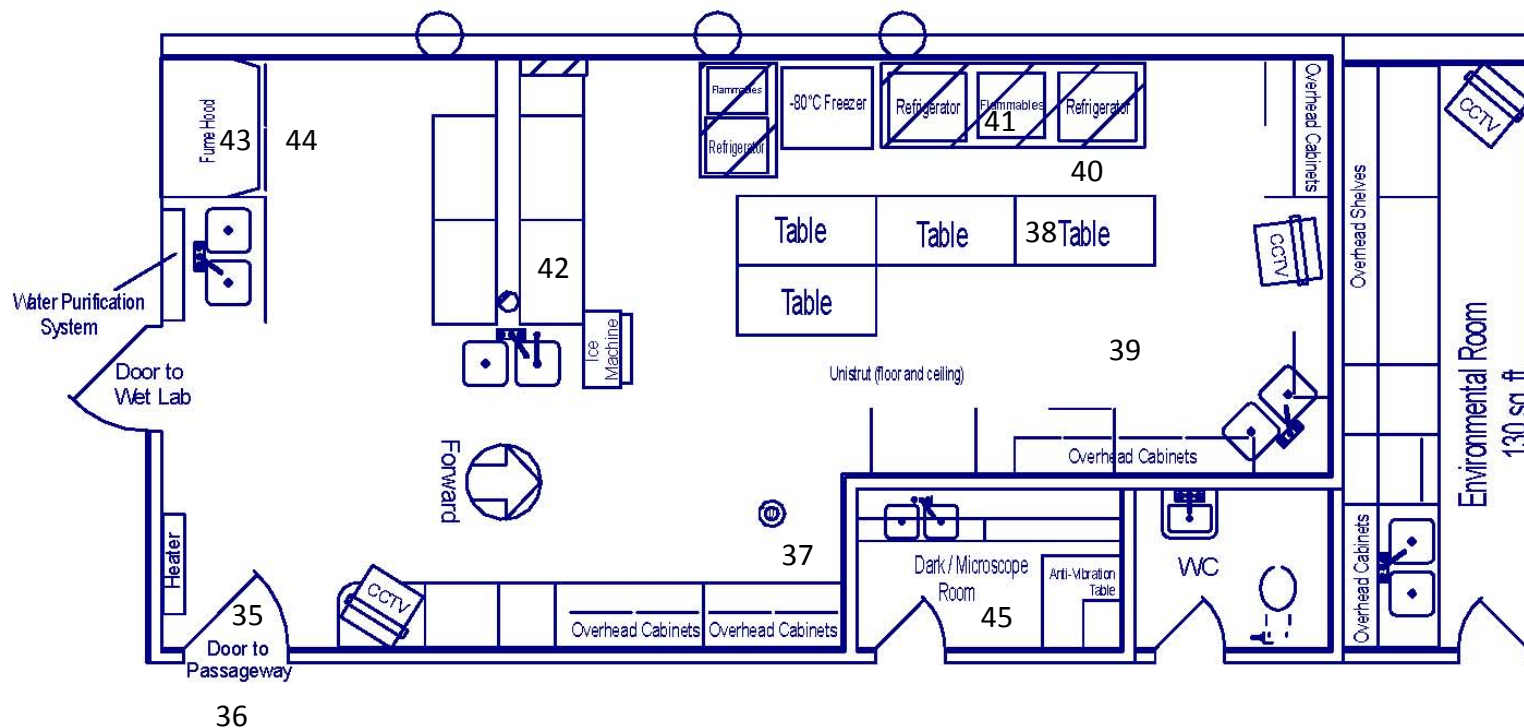 Flammables
-80°C Freezer
Refrigerator
Flammables
Refrigerator
Refrigerator
41
Overhead Cabinets
CCTV
Fume Hood
43
44
40
Table
Table
38
Table
CCTV
Overhead Shelves
42
Table
Water Purification
System
Ice
Machine
39
Door to
Wet Lab
Unistrut (floor and ceiling)
Environmental Room
130 sq ft
Forward
Overhead Cabinets
37
Heater
Dark / Microscope
Room
Anti-Vibration
Table
WC
Overhead Cabinets
CCTV
35
45
Overhead Cabinets
Overhead Cabinets
Door to
Passageway
36